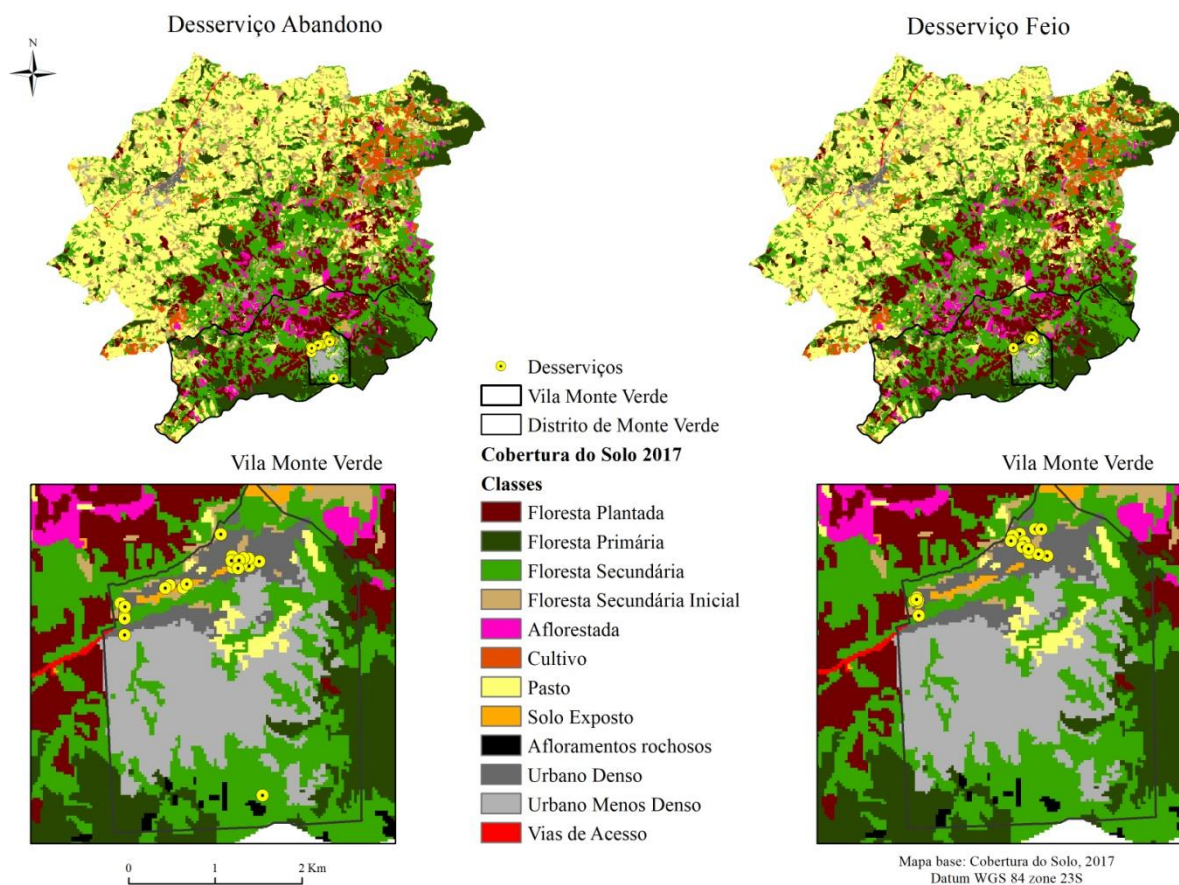 Desserviço Abandono
Desserviço Feio
N
Desserviços
Vila Monte Verde
Distrito de Monte Verde
Cobertura do Solo 2017
Classes
Floresta Plantada
Floresta Primária
Floresta Secundária
Floresta Secundária Inicial
Aflorestada
Cultivo
Pasto
Solo Exposto
Afloramentos rochosos
Urbano Denso
Urbano Menos Denso
Vias de Acesso
Vila Monte Verde
Vila Monte Verde
0 1 2 Km
Mapa base: Cobertura do Solo, 2017
Datum WGS 84 zone 23S